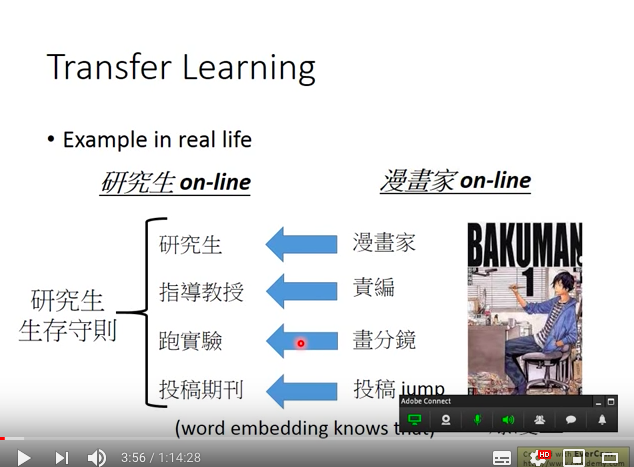 Transfer Learning
• Example in real life
研究生 on-line
漫畫家 on-line
研究生
生存守則
研究生
漫畫家
指導教授
責編
跑實驗
畫分鏡
投稿期刊
投稿 jump
BAKUMAN
1
Adobe Connect
(word embedding knows that)
3:56 / 1:14:28
HD